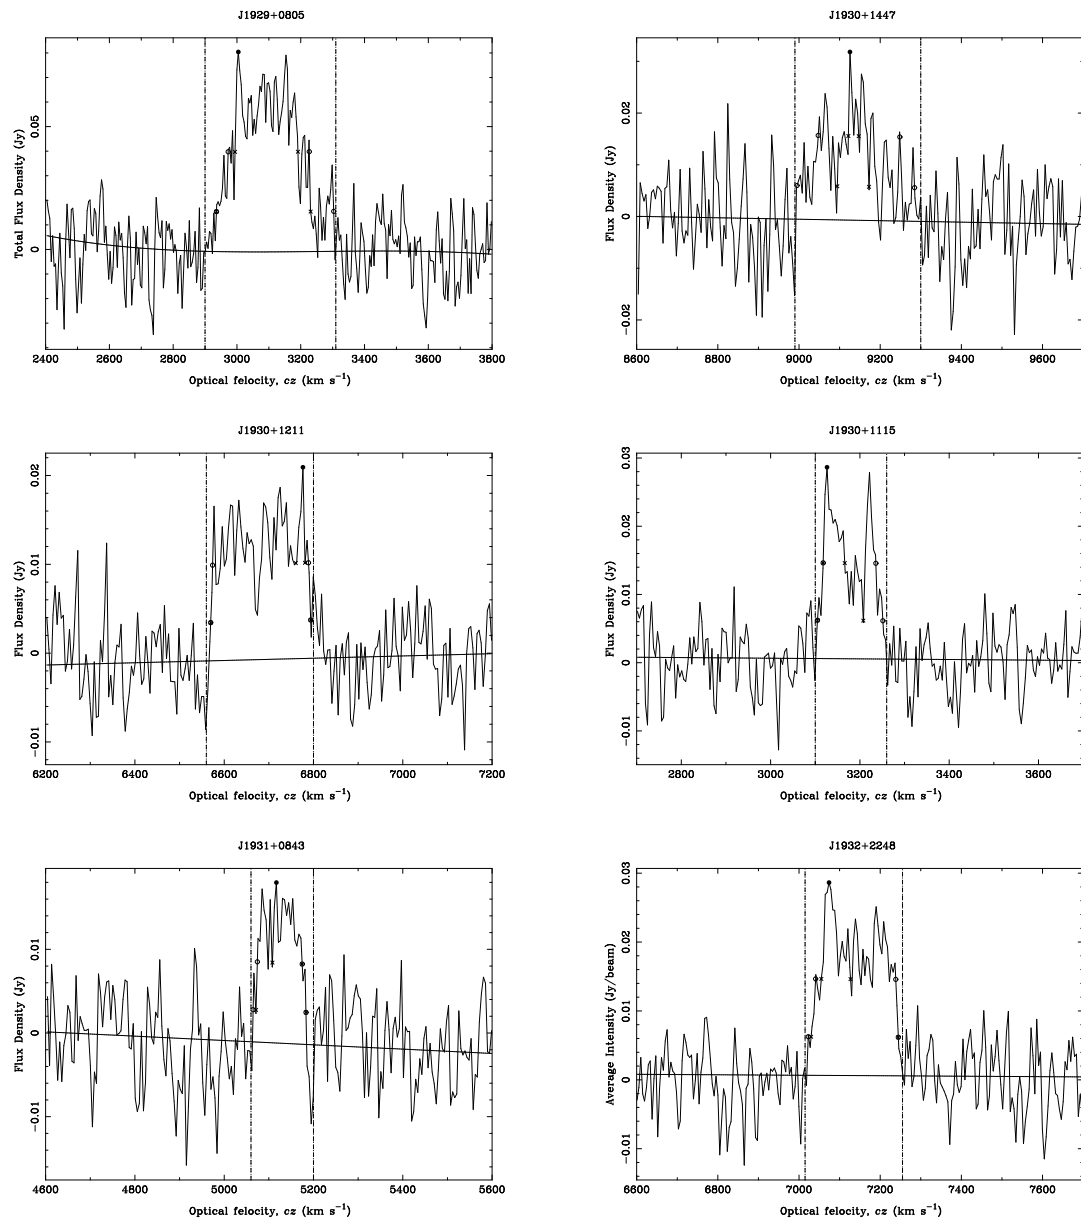 J1929+0805
Total Flux Density (Jy)
0.05
0
2400 2600 2800 3000 3200 3400 3600 3800
Optical felocity, cz (km s⁻¹)
J1930+1447
Flux Density (Jy)
0.02
0
−0.02
6600 8800 9000 9200 9400 9600
Optical felocity, cz (km s⁻¹)
J1930+1211
Flux Density (Jy)
0.02
0.01
0
−0.01
6200 6400 6600 6800 7000 7200
Optical felocity, cz (km s⁻¹)
J1930+1115
Flux Density (Jy)
0.03
0.02
0.01
0
−0.01
2800 3000 3200 3400 3600
Optical felocity, cz (km s⁻¹)
J1931+0843
Flux Density (Jy)
0.01
0
−0.01
4600 4800 5000 5200 5400 5600
Optical felocity, cz (km s⁻¹)
J1932+2248
Average Intensity (Jy/beam)
0.03
0.02
0.01
0
−0.01
6600 6800 7000 7200 7400 7600
Optical felocity, cz (km s⁻¹)